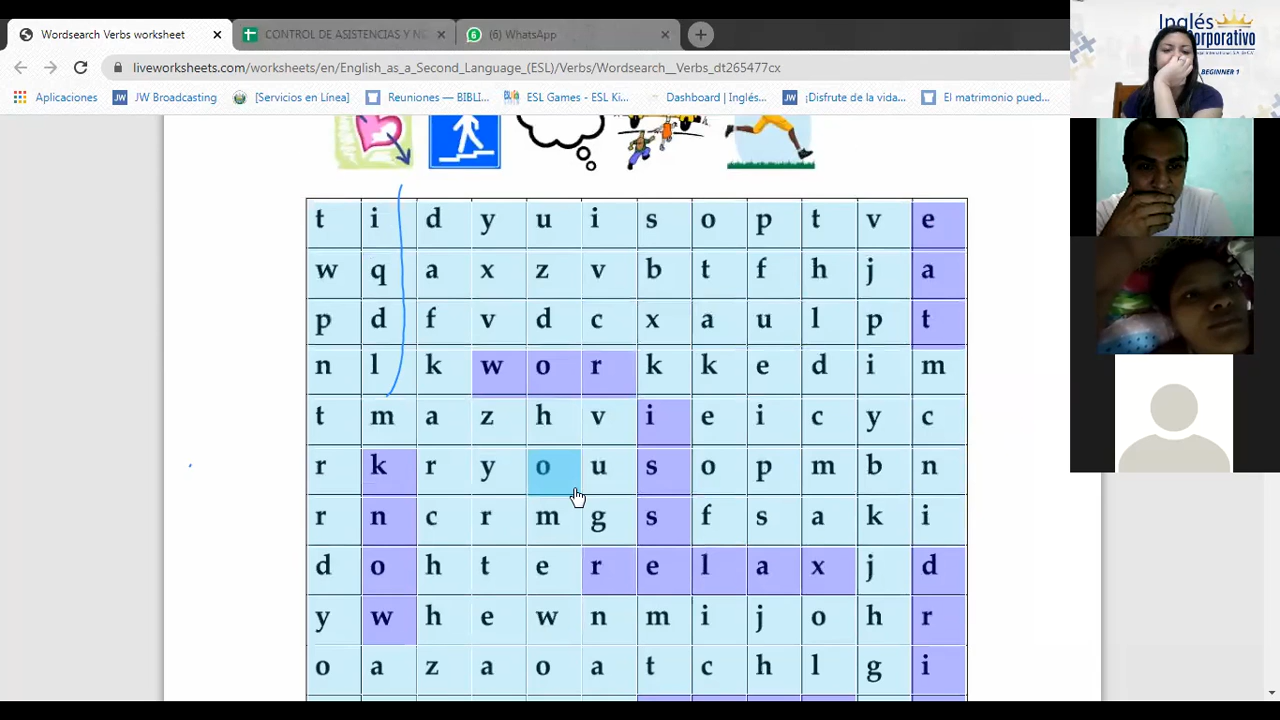 Wordsearch Verbs worksheet
CONTROL DE ASISTENCIAS Y N
(6) WhatsApp
liveworksheets.com/worksheets/en/English_as_a_Second_Language_(ESL)/Verbs/Wordsearch__Verbs_dt265477cx
Aplicaciones JW Broadcasting [Servicios en Línea] Reuniones — BIBLI... ESL Games - ESL Ki... Dashboard | Inglés... ¡Disfrute de la vida... El matrimonio pued...
Inglés
Corporativo
BEGINNER 1
t i d y u i s o p t v e
w q a x z v b t f h j a
p d f v d c x a u l p t
n l k w o r k k e d i m
t m a z h v i e i c y c
r k r y o u s o p m b n
r n c r m g s f s a k i
d o h t e r e l a x j d
y w h e w n m i j o h r
o a z a o a t c h l g i